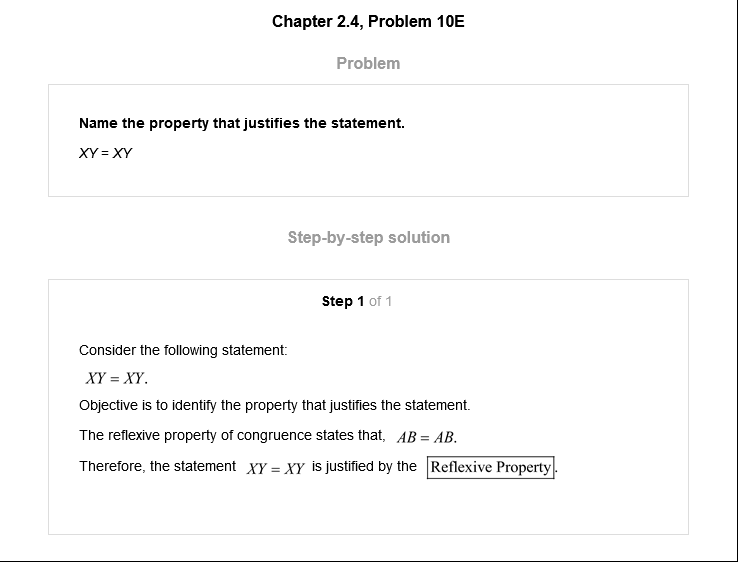 Chapter 2.4, Problem 10E
Problem
Name the property that justifies the statement.
XY = XY
Step-by-step solution
Step 1 of 1
Consider the following statement:
XY = XY.
Objective is to identify the property that justifies the statement.
The reflexive property of congruence states that, AB = AB.
Therefore, the statement XY = XY is justified by the Reflexive Property.